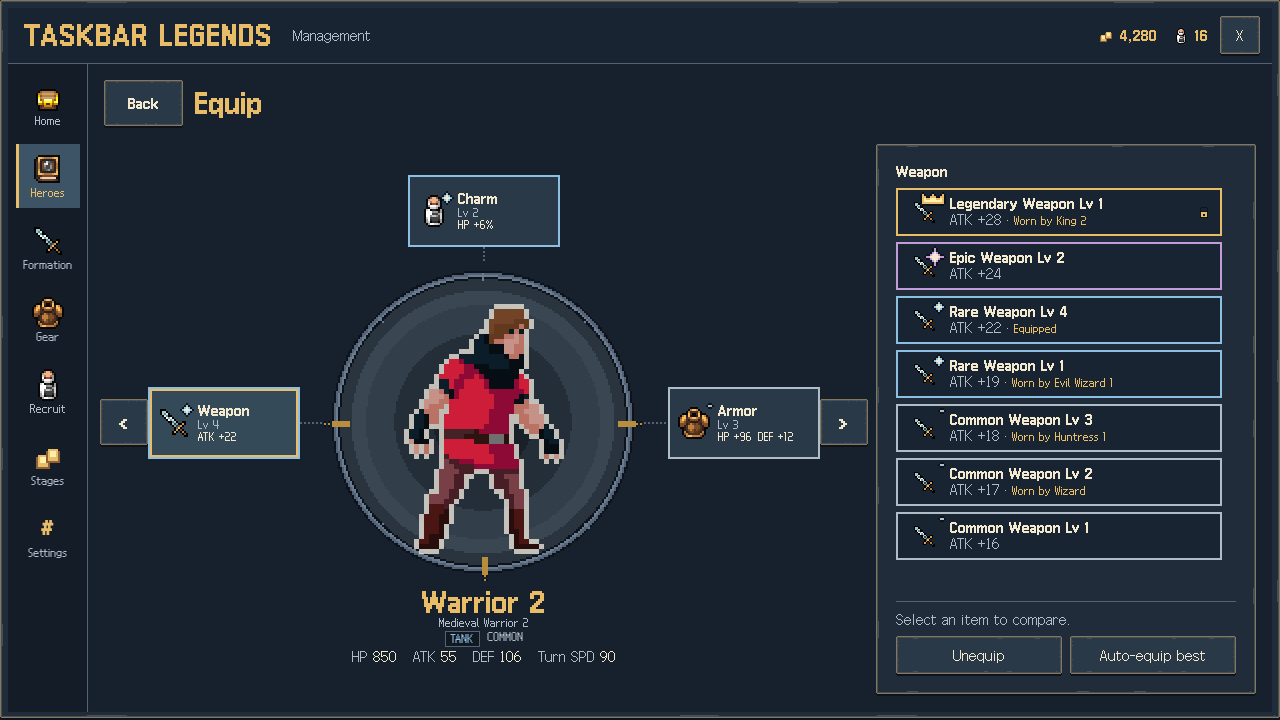 TASKBAR LEGENDS
Management
4,280
16
X
Home
Heroes
Formation
Gear
Recruit
Stages
#
Settings
Back
Equip
Charm
Lv 2
HP +6%
<
Weapon
Lv 4
ATK +22
Armor
Lv 3
HP +96 DEF +12
>
Warrior 2
Medieval Warrior 2
TANK COMMON
HP 850 ATK 55 DEF 106 Turn SPD 90
Weapon
Legendary Weapon Lv 1
ATK +28 · Worn by King 2
Epic Weapon Lv 2
ATK +24
Rare Weapon Lv 4
ATK +22 · Equipped
Rare Weapon Lv 1
ATK +19 · Worn by Evil Wizard 1
Common Weapon Lv 3
ATK +18 · Worn by Huntress 1
Common Weapon Lv 2
ATK +17 · Worn by Wizard
Common Weapon Lv 1
ATK +16
Select an item to compare.
Unequip
Auto-equip best